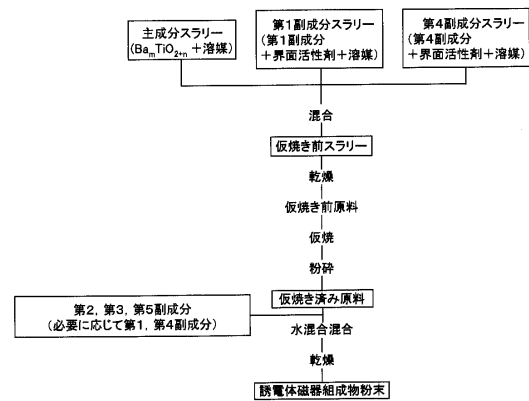 主成分スラリー
(BamTiO2+n +溶媒)
第1副成分スラリー
(第1副成分
+界面活性剤+溶媒)
第4副成分スラリー
(第4副成分
+界面活性剤+溶媒)
混合
仮焼き前スラリー
乾燥
仮焼き前原料
仮焼
粉砕
仮焼き済み原料
第2, 第3, 第5副成分
(必要に応じて第1, 第4副成分)
水混合混合
乾燥
誘電体磁器組成物粉末